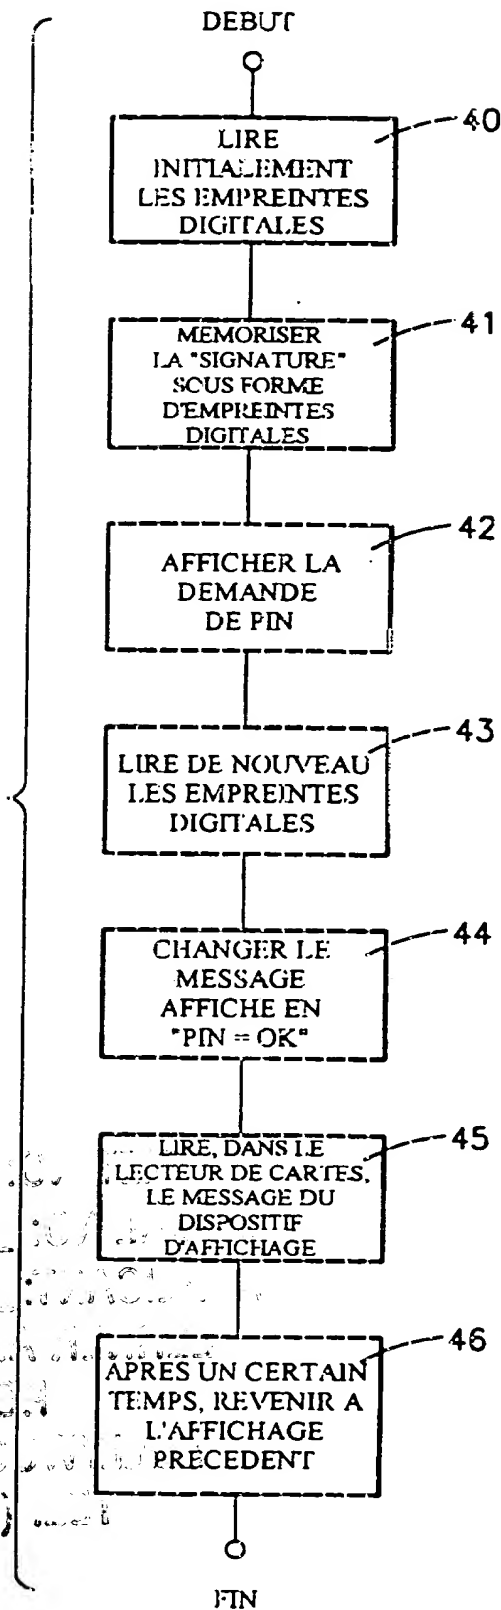 DEBUT
40
LIRE
INITIALEMENT
LES EMPREINTES
DIGITALES
41
MEMORISER
LA "SIGNATURE"
SOUS FORME
D'EMPREINTES
DIGITALES
42
AFFICHER LA
DEMANDE
DE PIN
43
LIRE DE NOUVEAU
LES EMPREINTES
DIGITALES
44
CHANGER LE
MESSAGE
AFFICHE EN
"PIN = OK"
45
LIRE, DANS LE
LECTEUR DE CARTES,
LE MESSAGE DU
DISPOSITIF
D'AFFICHAGE
46
APRES UN CERTAIN
TEMPS, REVENIR A
L'AFFICHAGE
PRECEDENT
FIN